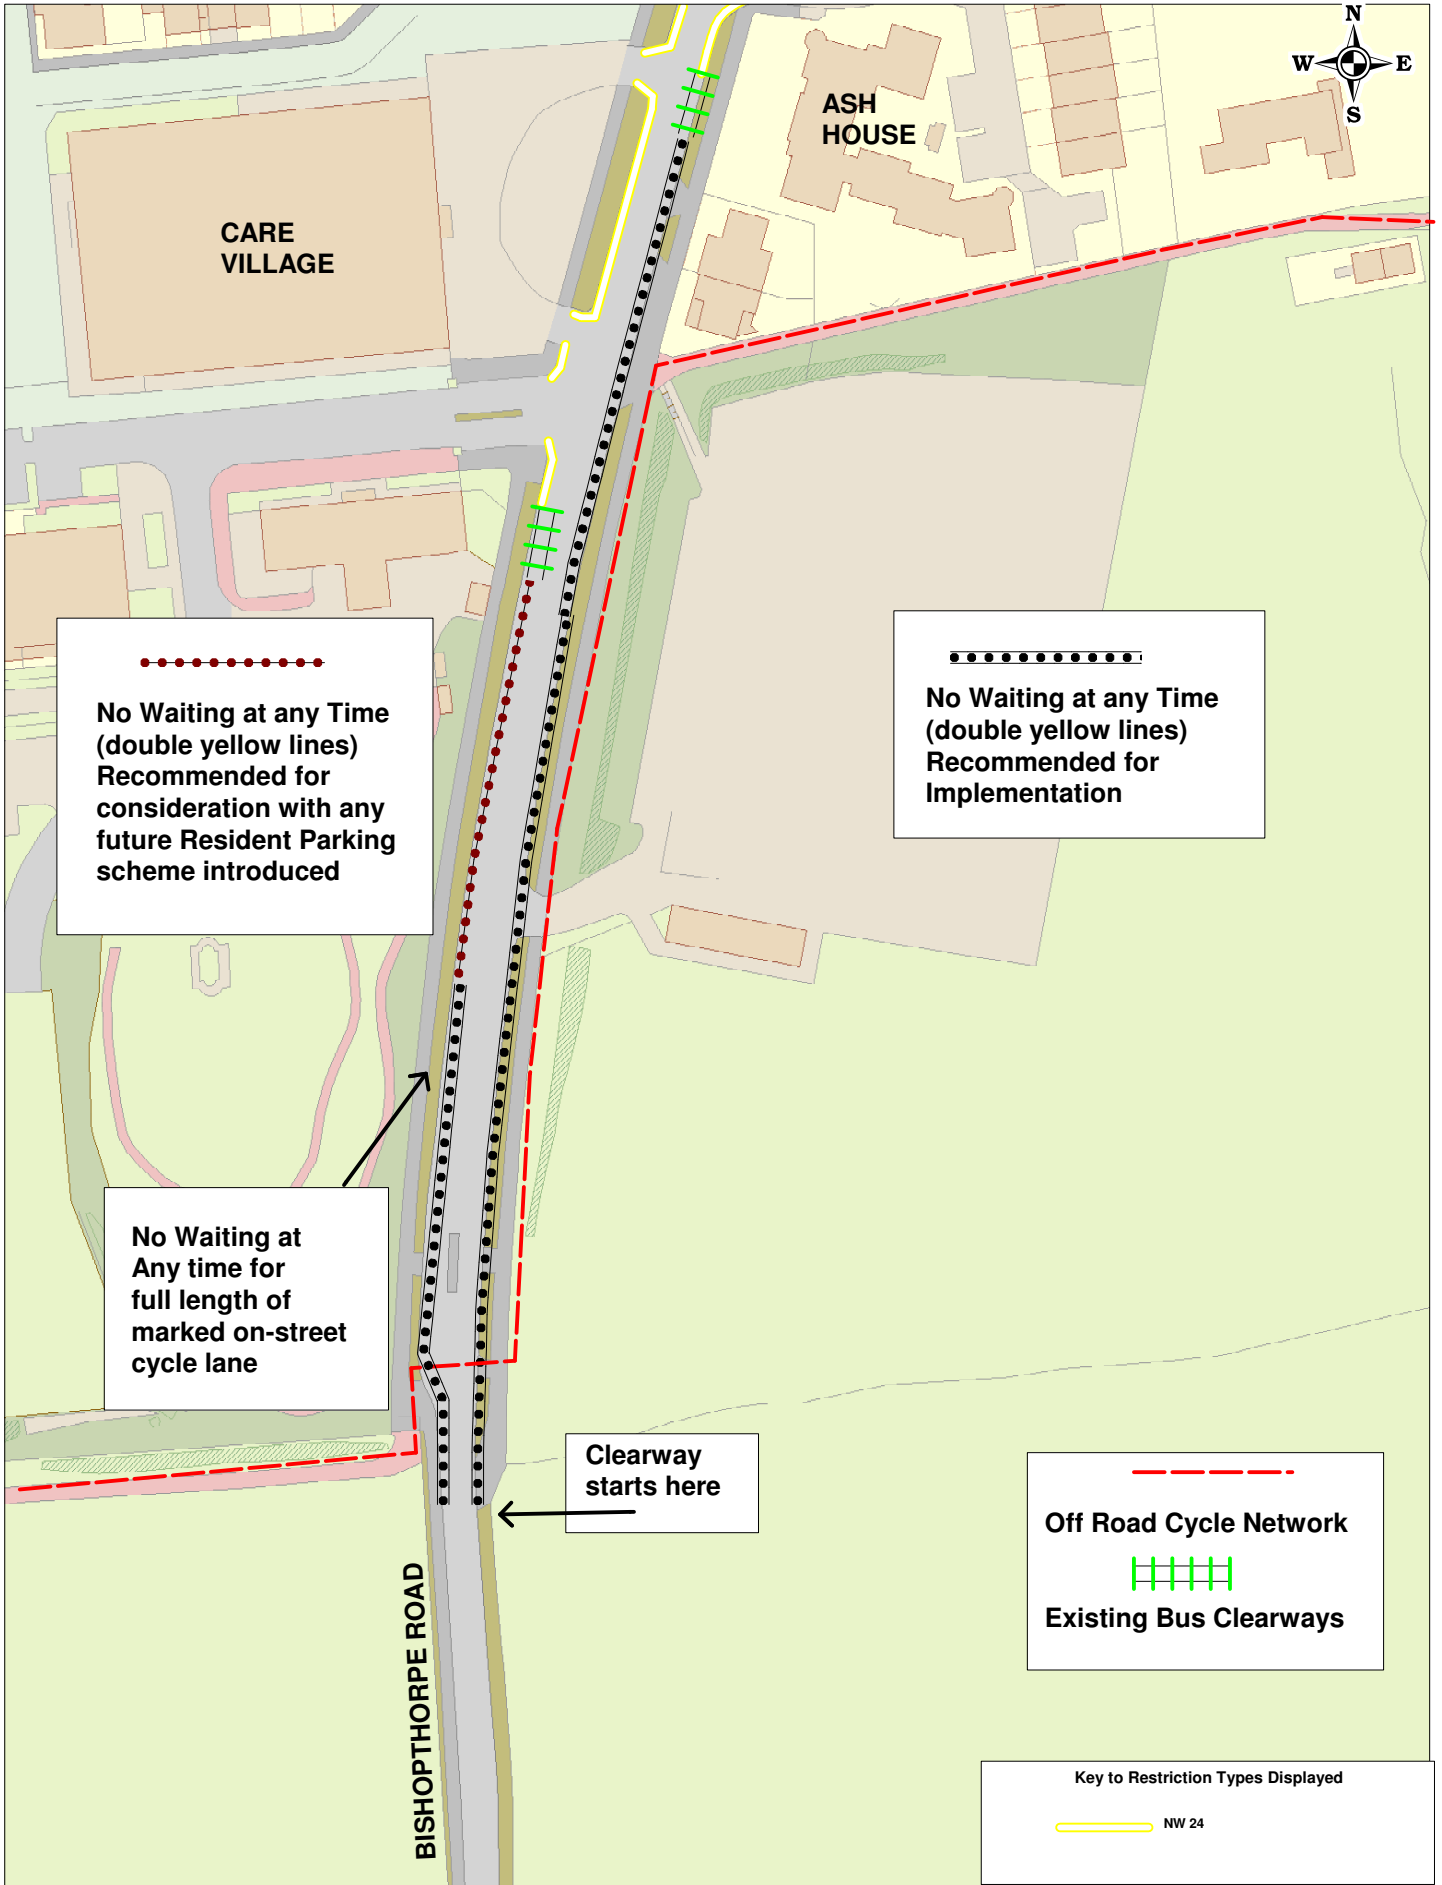 N
W E
S
ASH
HOUSE
CARE
VILLAGE
No Waiting at any Time
(double yellow lines)
Recommended for
consideration with any
future Resident Parking
scheme introduced
No Waiting at any Time
(double yellow lines)
Recommended for
Implementation
No Waiting at
Any time for
full length of
marked on-street
cycle lane
Clearway
starts here
Off Road Cycle Network
Existing Bus Clearways
BISHOPTHORPE ROAD
Key to Restriction Types Displayed
NW 24